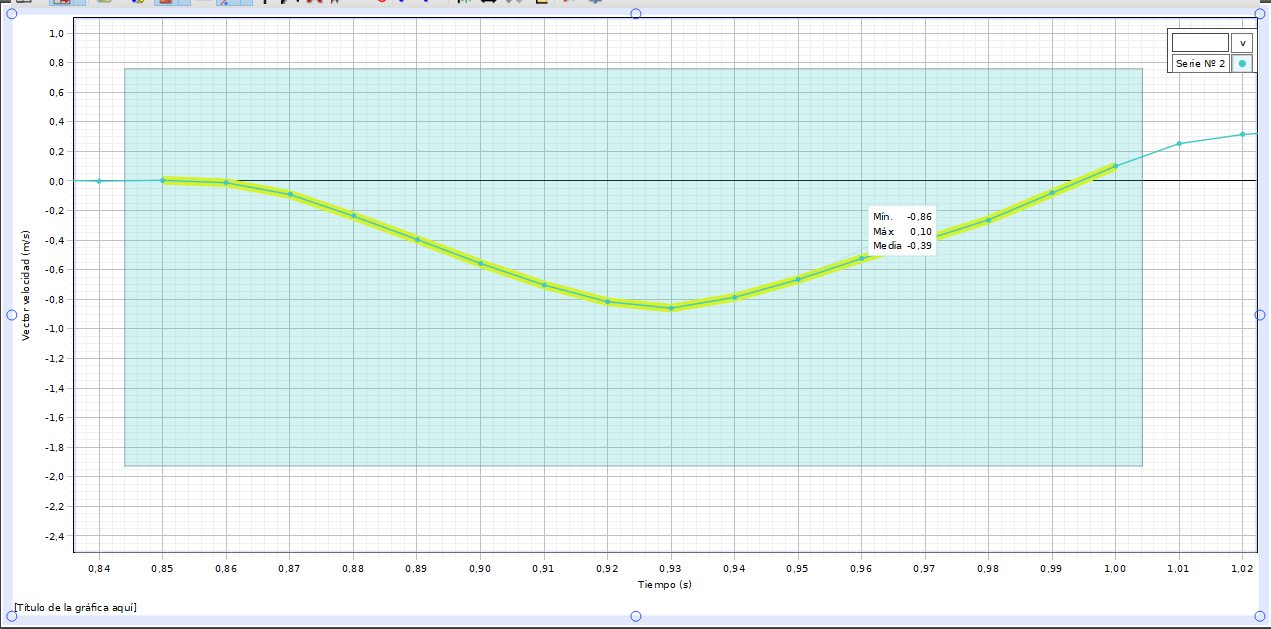 1,0
0,8
0,6
0,4
0,2
0,0
-0,2
-0,4
-0,6
-0,8
-1,0
-1,2
-1,4
-1,6
-1,8
-2,0
-2,2
-2,4
Vector velocidad (m/s)
v
Serie Nº 2
Mín. -0,86
Máx 0,10
Media -0,39
0,84 0,85 0,86 0,87 0,88 0,89 0,90 0,91 0,92 0,93 0,94 0,95 0,96 0,97 0,98 0,99 1,00 1,01 1,02
Tiempo (s)
[Título de la gráfica aquí]